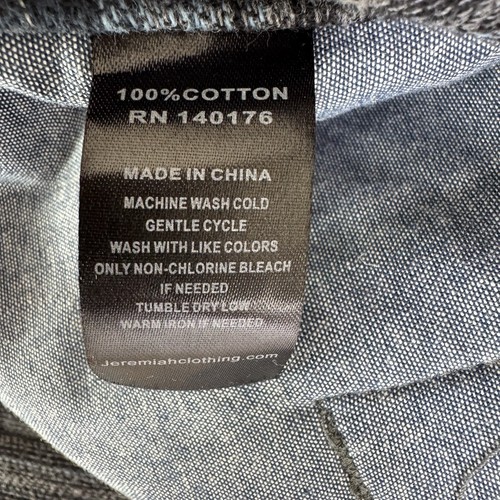 100%COTTON
RN 140176
MADE IN CHINA
MACHINE WASH COLD
GENTLE CYCLE
WASH WITH LIKE COLORS
ONLY NON-CHLORINE BLEACH
IF NEEDED
TUMBLE DRY LOW
WARM IRON IF NEEDED
Jeremiahclothing.com